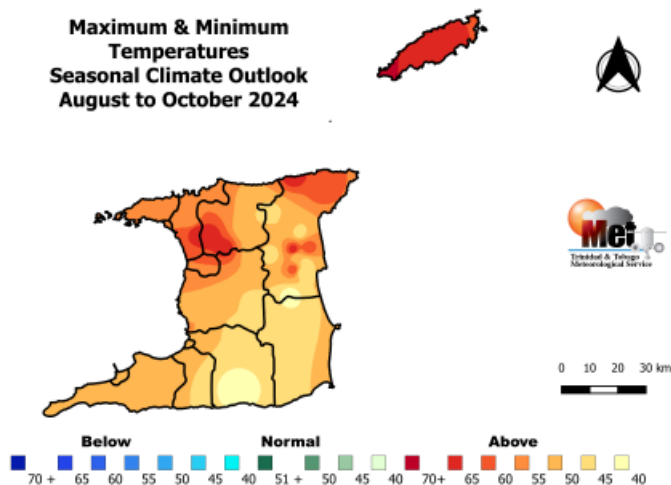 Maximum & Minimum
Temperatures
Seasonal Climate Outlook
August to October 2024
Met
Trinidad & Tobago
Meteorological Service
0 10 20 30 km
Below Normal Above
70 + 65 60 55 50 45 40 51 + 50 45 40 70+ 65 60 55 50 45 40